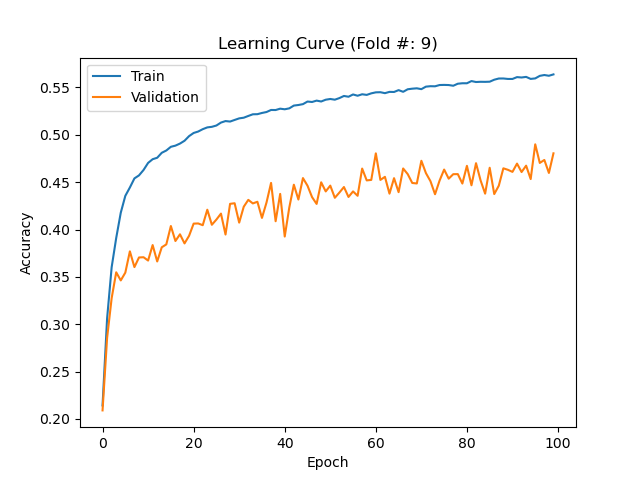 Learning Curve (Fold #: 9)
Train
Validation
Accuracy
0.55
0.50
0.45
0.40
0.35
0.30
0.25
0.20
0 20 40 60 80 100
Epoch